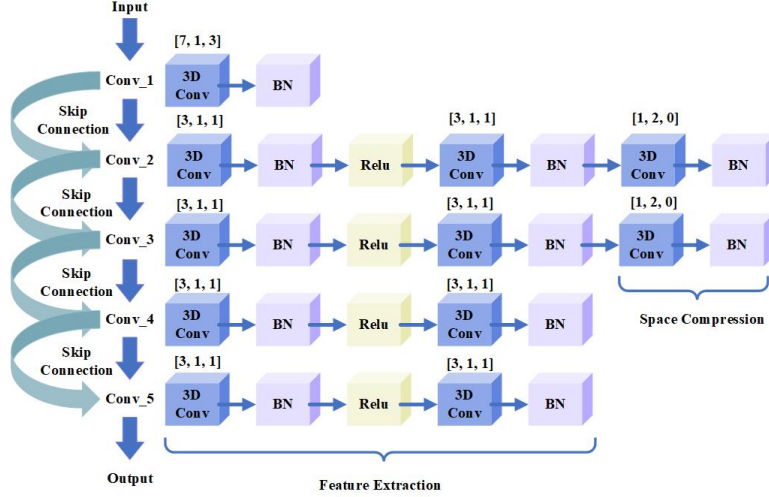 Input
[7, 1, 3]
Conv_1
3D
Conv
BN
Skip
Connection
[3, 1, 1]
[3, 1, 1]
[1, 2, 0]
Conv_2
3D
Conv
BN
Relu
3D
Conv
BN
3D
Conv
BN
Skip
Connection
[3, 1, 1]
[3, 1, 1]
[1, 2, 0]
Conv_3
3D
Conv
BN
Relu
3D
Conv
BN
3D
Conv
BN
Skip
Connection
[3, 1, 1]
[3, 1, 1]
Conv_4
3D
Conv
BN
Relu
3D
Conv
BN
Space Compression
Skip
Connection
[3, 1, 1]
[3, 1, 1]
Conv_5
3D
Conv
BN
Relu
3D
Conv
BN
Output
Feature Extraction